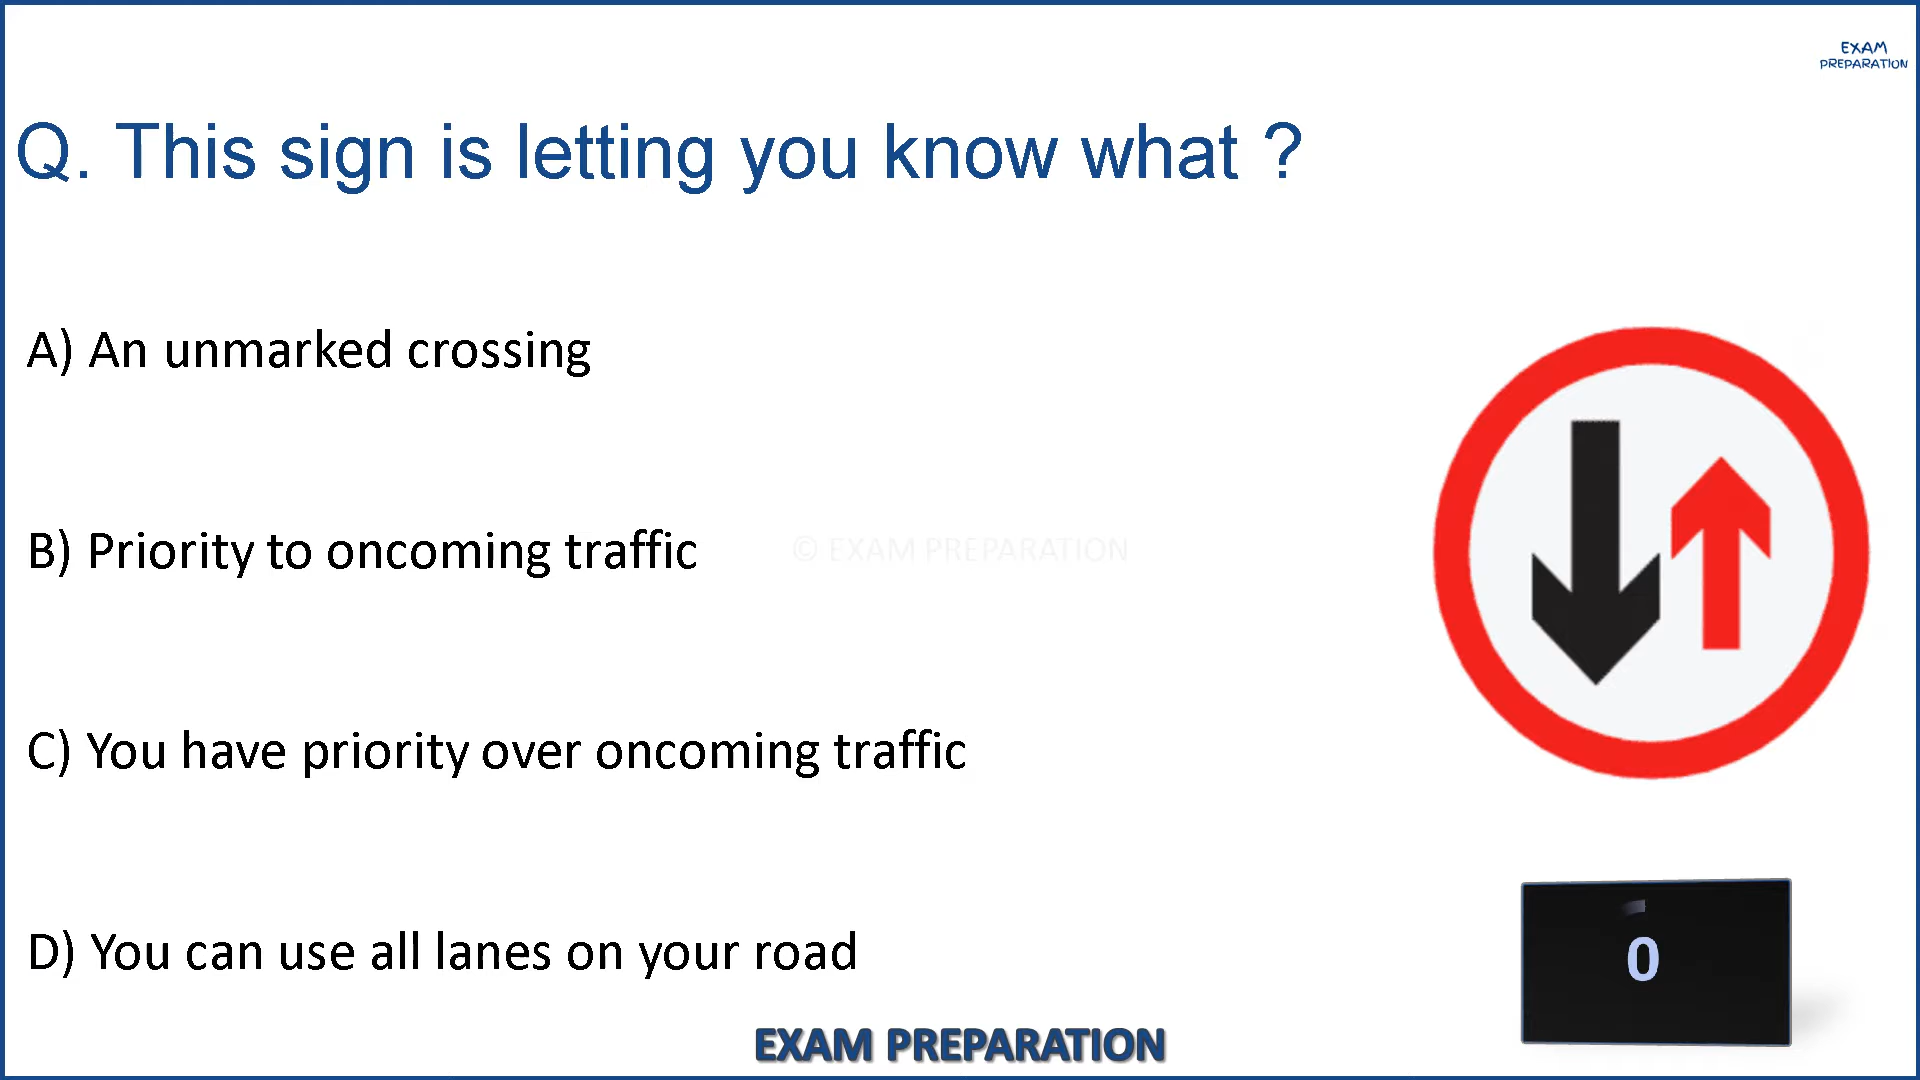 EXAM
PREPARATION
Q. This sign is letting you know what ?
A) An unmarked crossing
B) Priority to oncoming traffic
© EXAM PREPARATION
C) You have priority over oncoming traffic
D) You can use all lanes on your road
0
EXAM PREPARATION